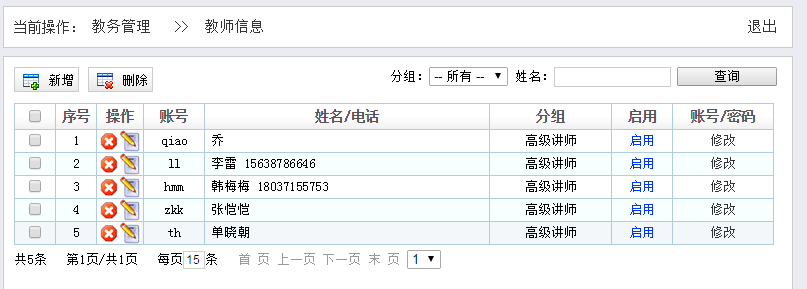 当前操作： 教务管理 >> 教师信息 退出
新增 删除 分组： -- 所有 -- 姓名： 查询
序号 操作 账号 姓名/电话 分组 启用 账号/密码
1 qiao 乔 高级讲师 启用 修改
2 ll 李雷 15638786646 高级讲师 启用 修改
3 hmm 韩梅梅 18037155753 高级讲师 启用 修改
4 zkk 张恺恺 高级讲师 启用 修改
5 th 单晓朝 高级讲师 启用 修改
共5条 第1页/共1页 每页 15 条 首 页 上一页 下一页 末 页 1